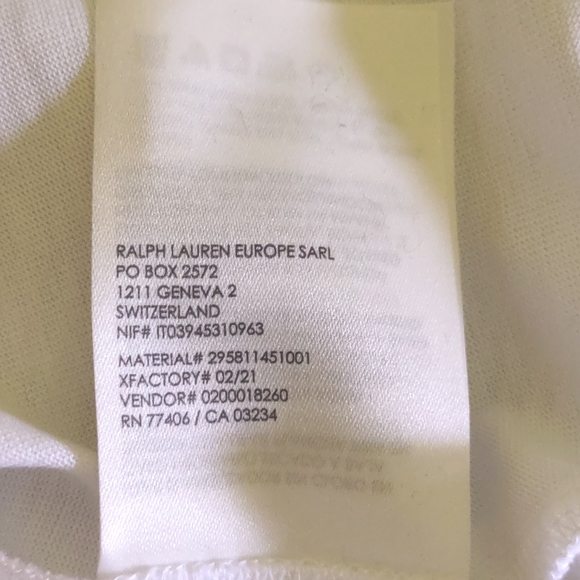 RALPH LAUREN EUROPE SARL
PO BOX 2572
1211 GENEVA 2
SWITZERLAND
NIF# IT03945310963
MATERIAL# 295811451001
XFACTORY# 02/21
VENDOR# 0200018260
RN 77406 / CA 03234